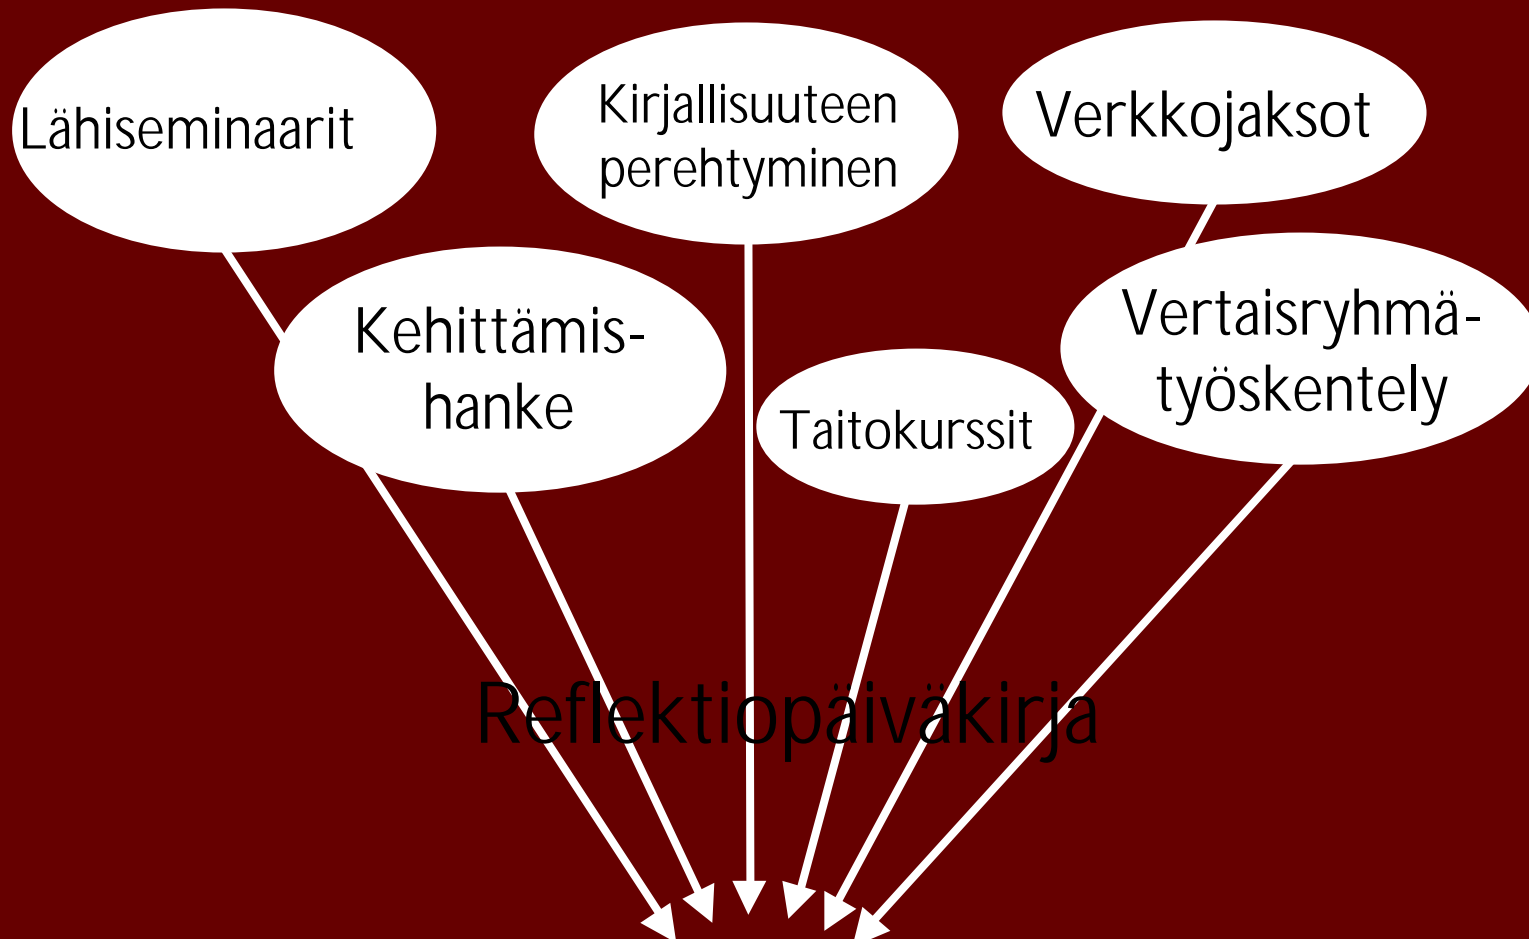 Lähiseminaarit
Kirjallisuuteen
perehtyminen
Verkkojaksot
Kehittämis-
hanke
Taitokurssit
Vertaisryhmä-
työskentely
Reflektiopäiväkirja